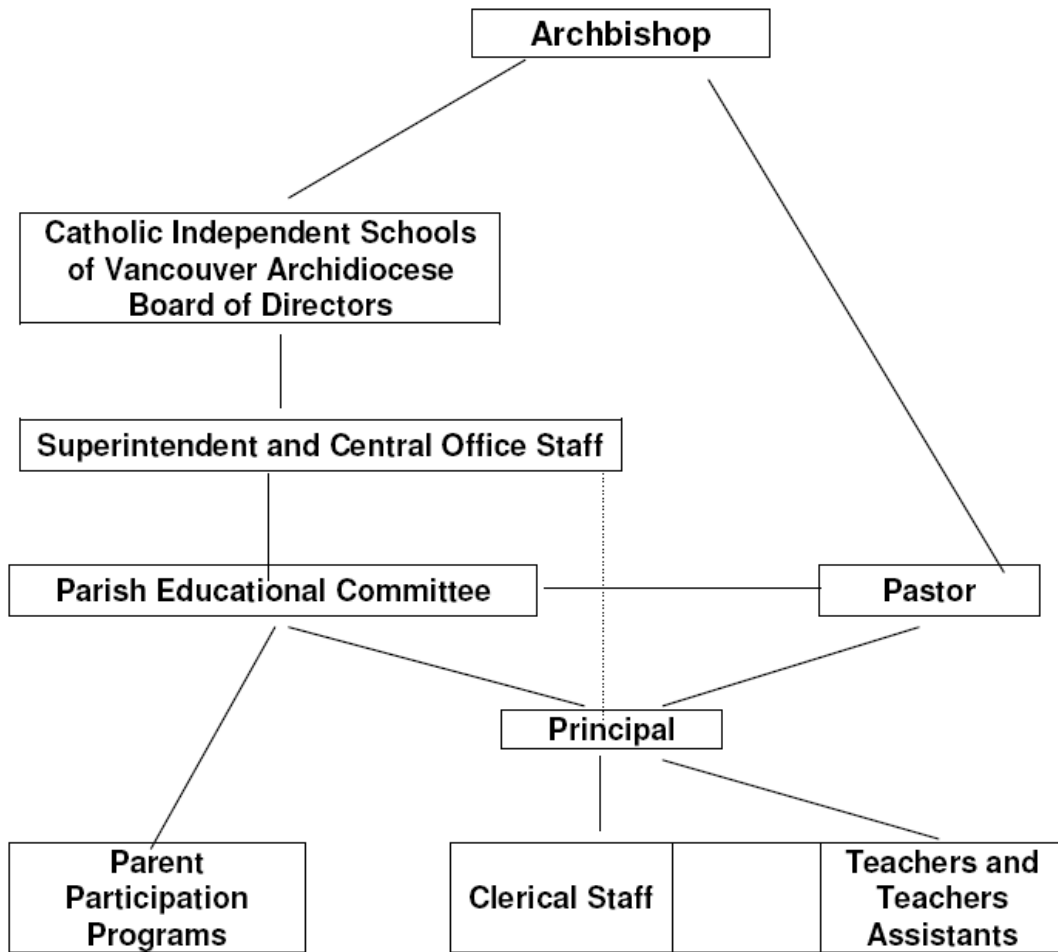 Archbishop
Catholic Independent Schools
of Vancouver Archidiocese
Board of Directors
Superintendent and Central Office Staff
Parish Educational Committee
Pastor
Principal
Parent
Participation
Programs
Clerical Staff
Teachers and
Teachers
Assistants